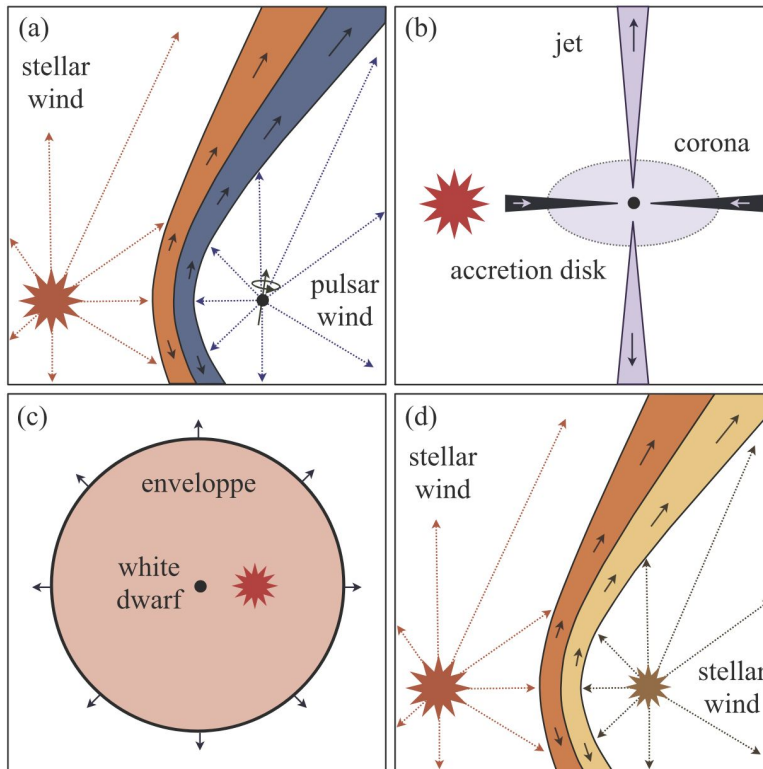 (a)
stellar
wind
pulsar
wind
(b)
jet
corona
accretion disk
(c)
enveloppe
white
dwarf
(d)
stellar
wind
stellar
wind